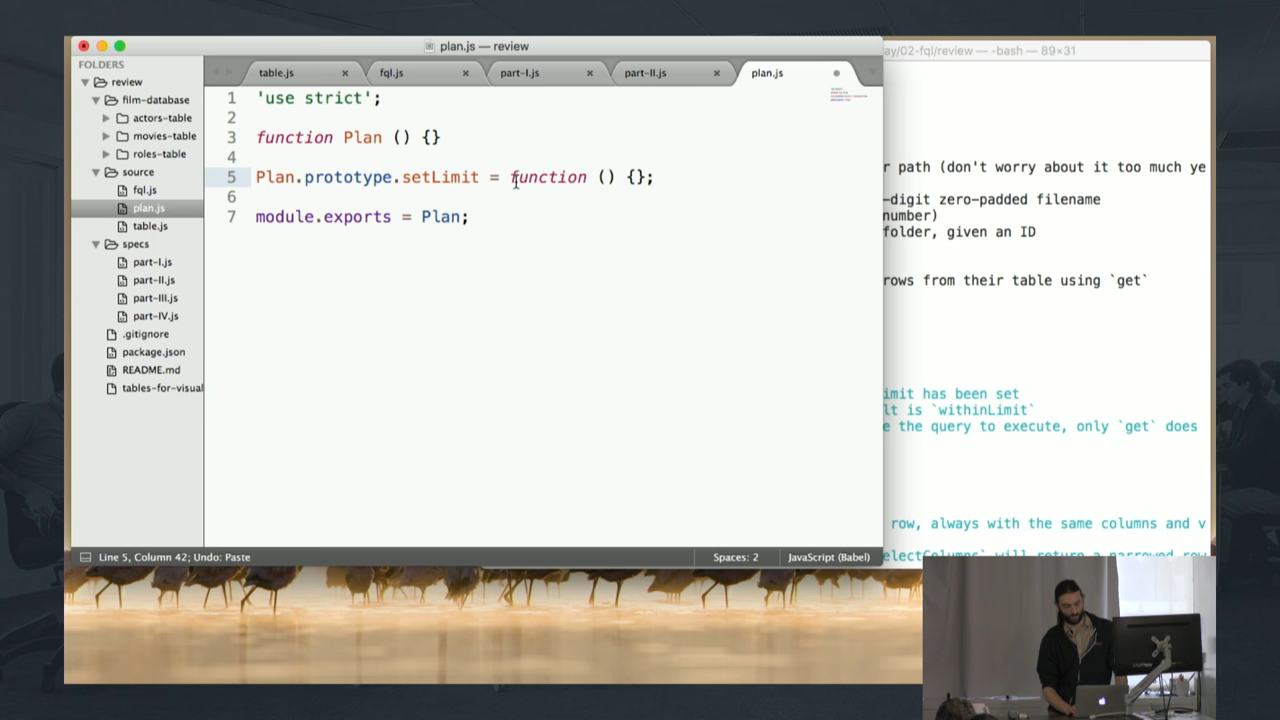 plan.js — review
ay/02-fql/review — -bash — 89×31
FOLDERS
review
film-database
actors-table
movies-table
roles-table
source
fql.js
plan.js
table.js
specs
part-I.js
part-II.js
part-III.js
part-IV.js
.gitignore
package.json
README.md
tables-for-visual
table.js
fql.js
part-I.js
part-II.js
plan.js
1 'use strict';
2
3 function Plan () {}
4
5 Plan.prototype.setLimit = function () {};
6
7 module.exports = Plan;
r path (don't worry about it too much ye
-digit zero-padded filename
number)
folder, given an ID
rows from their table using `get`
imit has been set
lt is `withinLimit`
e the query to execute, only `get` does
row, always with the same columns and v
electColumns` will return a narrowed row
Line 5, Column 42; Undo: Paste
Spaces: 2
JavaScript (Babel)